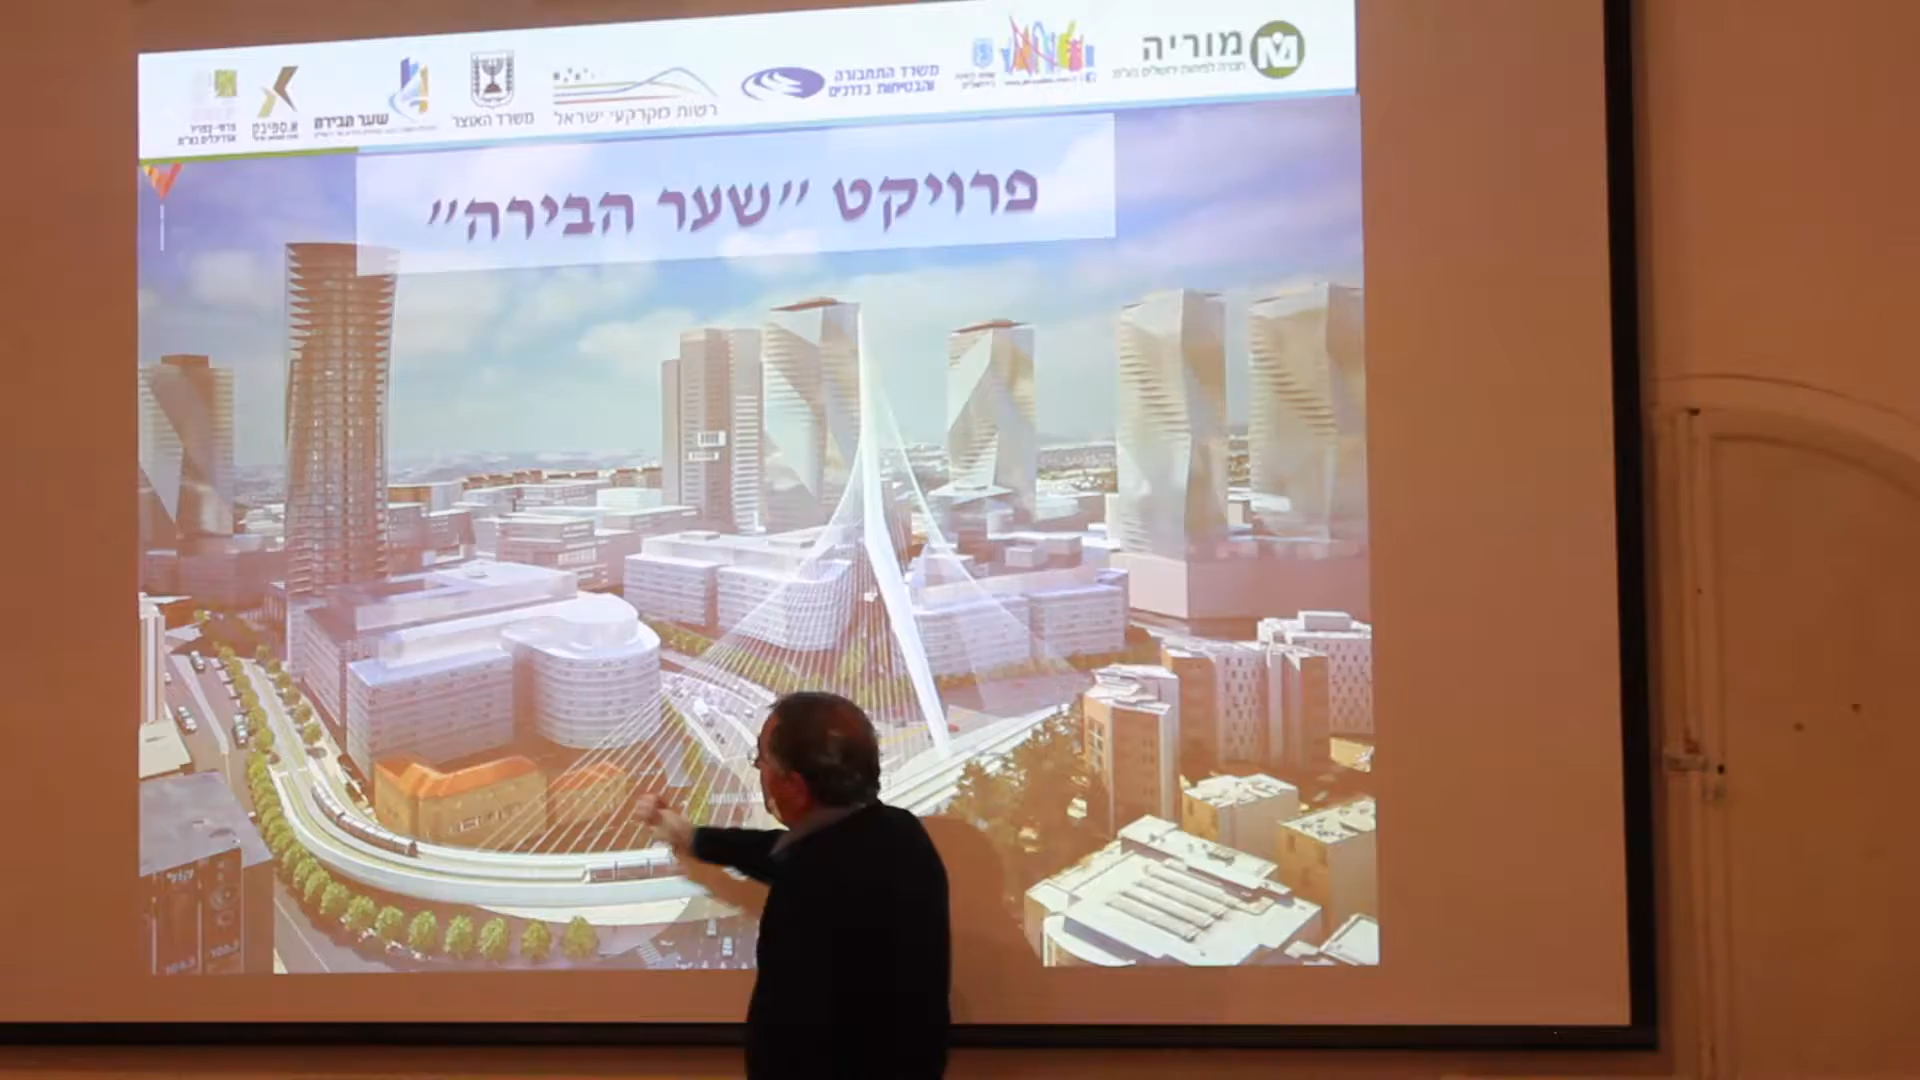 מוריה
חברה לפיתוח ירושלים בע"מ
משרד התחבורה
והבטיחות בדרכים
רשות מקרקעי ישראל
משרד האוצר
שער הבירה
א.ספיבק
פרויקט "שער הבירה"